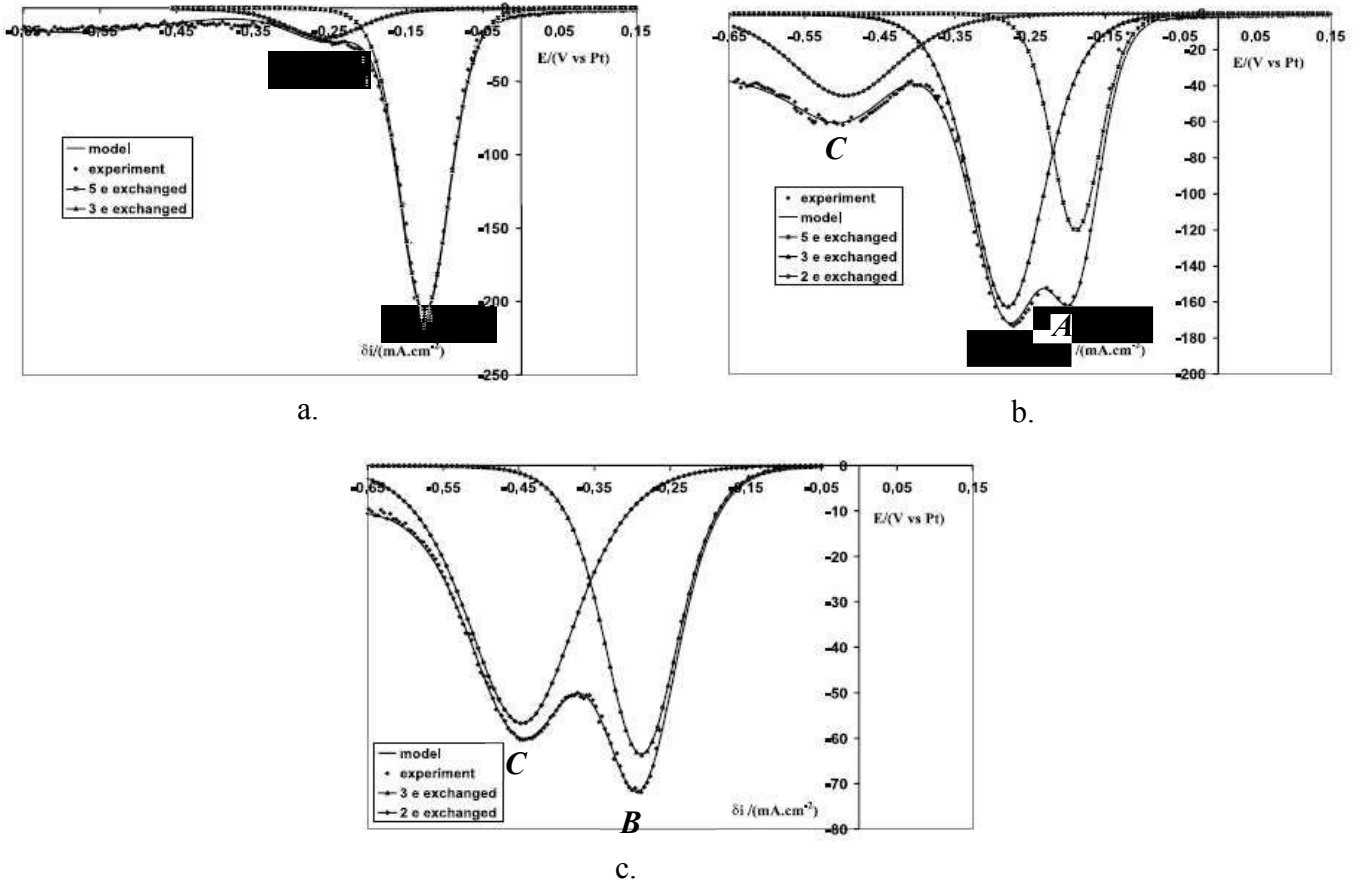 -0,65 -0,55 -0,45 -0,35 -0,25 -0,15 -0,05 0,05 0,15
E/(V vs Pt)
-50
-100
-150
-200
-250
model
experiment
5 e exchanged
3 e exchanged
δi/(mA.cm-2)
a.
0
-0,65 -0,55 -0,45 -0,35 -0,25 -0,15 -0,05 0,05 0,15
E/(V vs Pt)
-20
-40
-60
-80
-100
-120
-140
-160
-180
-200
C
experiment
model
5 e exchanged
3 e exchanged
2 e exchanged
A
/(mA.cm-2)
b.
0
-0,65 -0,55 -0,45 -0,35 -0,25 -0,15 -0,05 0,05 0,15
E/(V vs Pt)
-10
-20
-30
-40
-50
-60
-70
-80
model
experiment
3 e exchanged
2 e exchanged
C
B
δi /(mA.cm-2)
c.